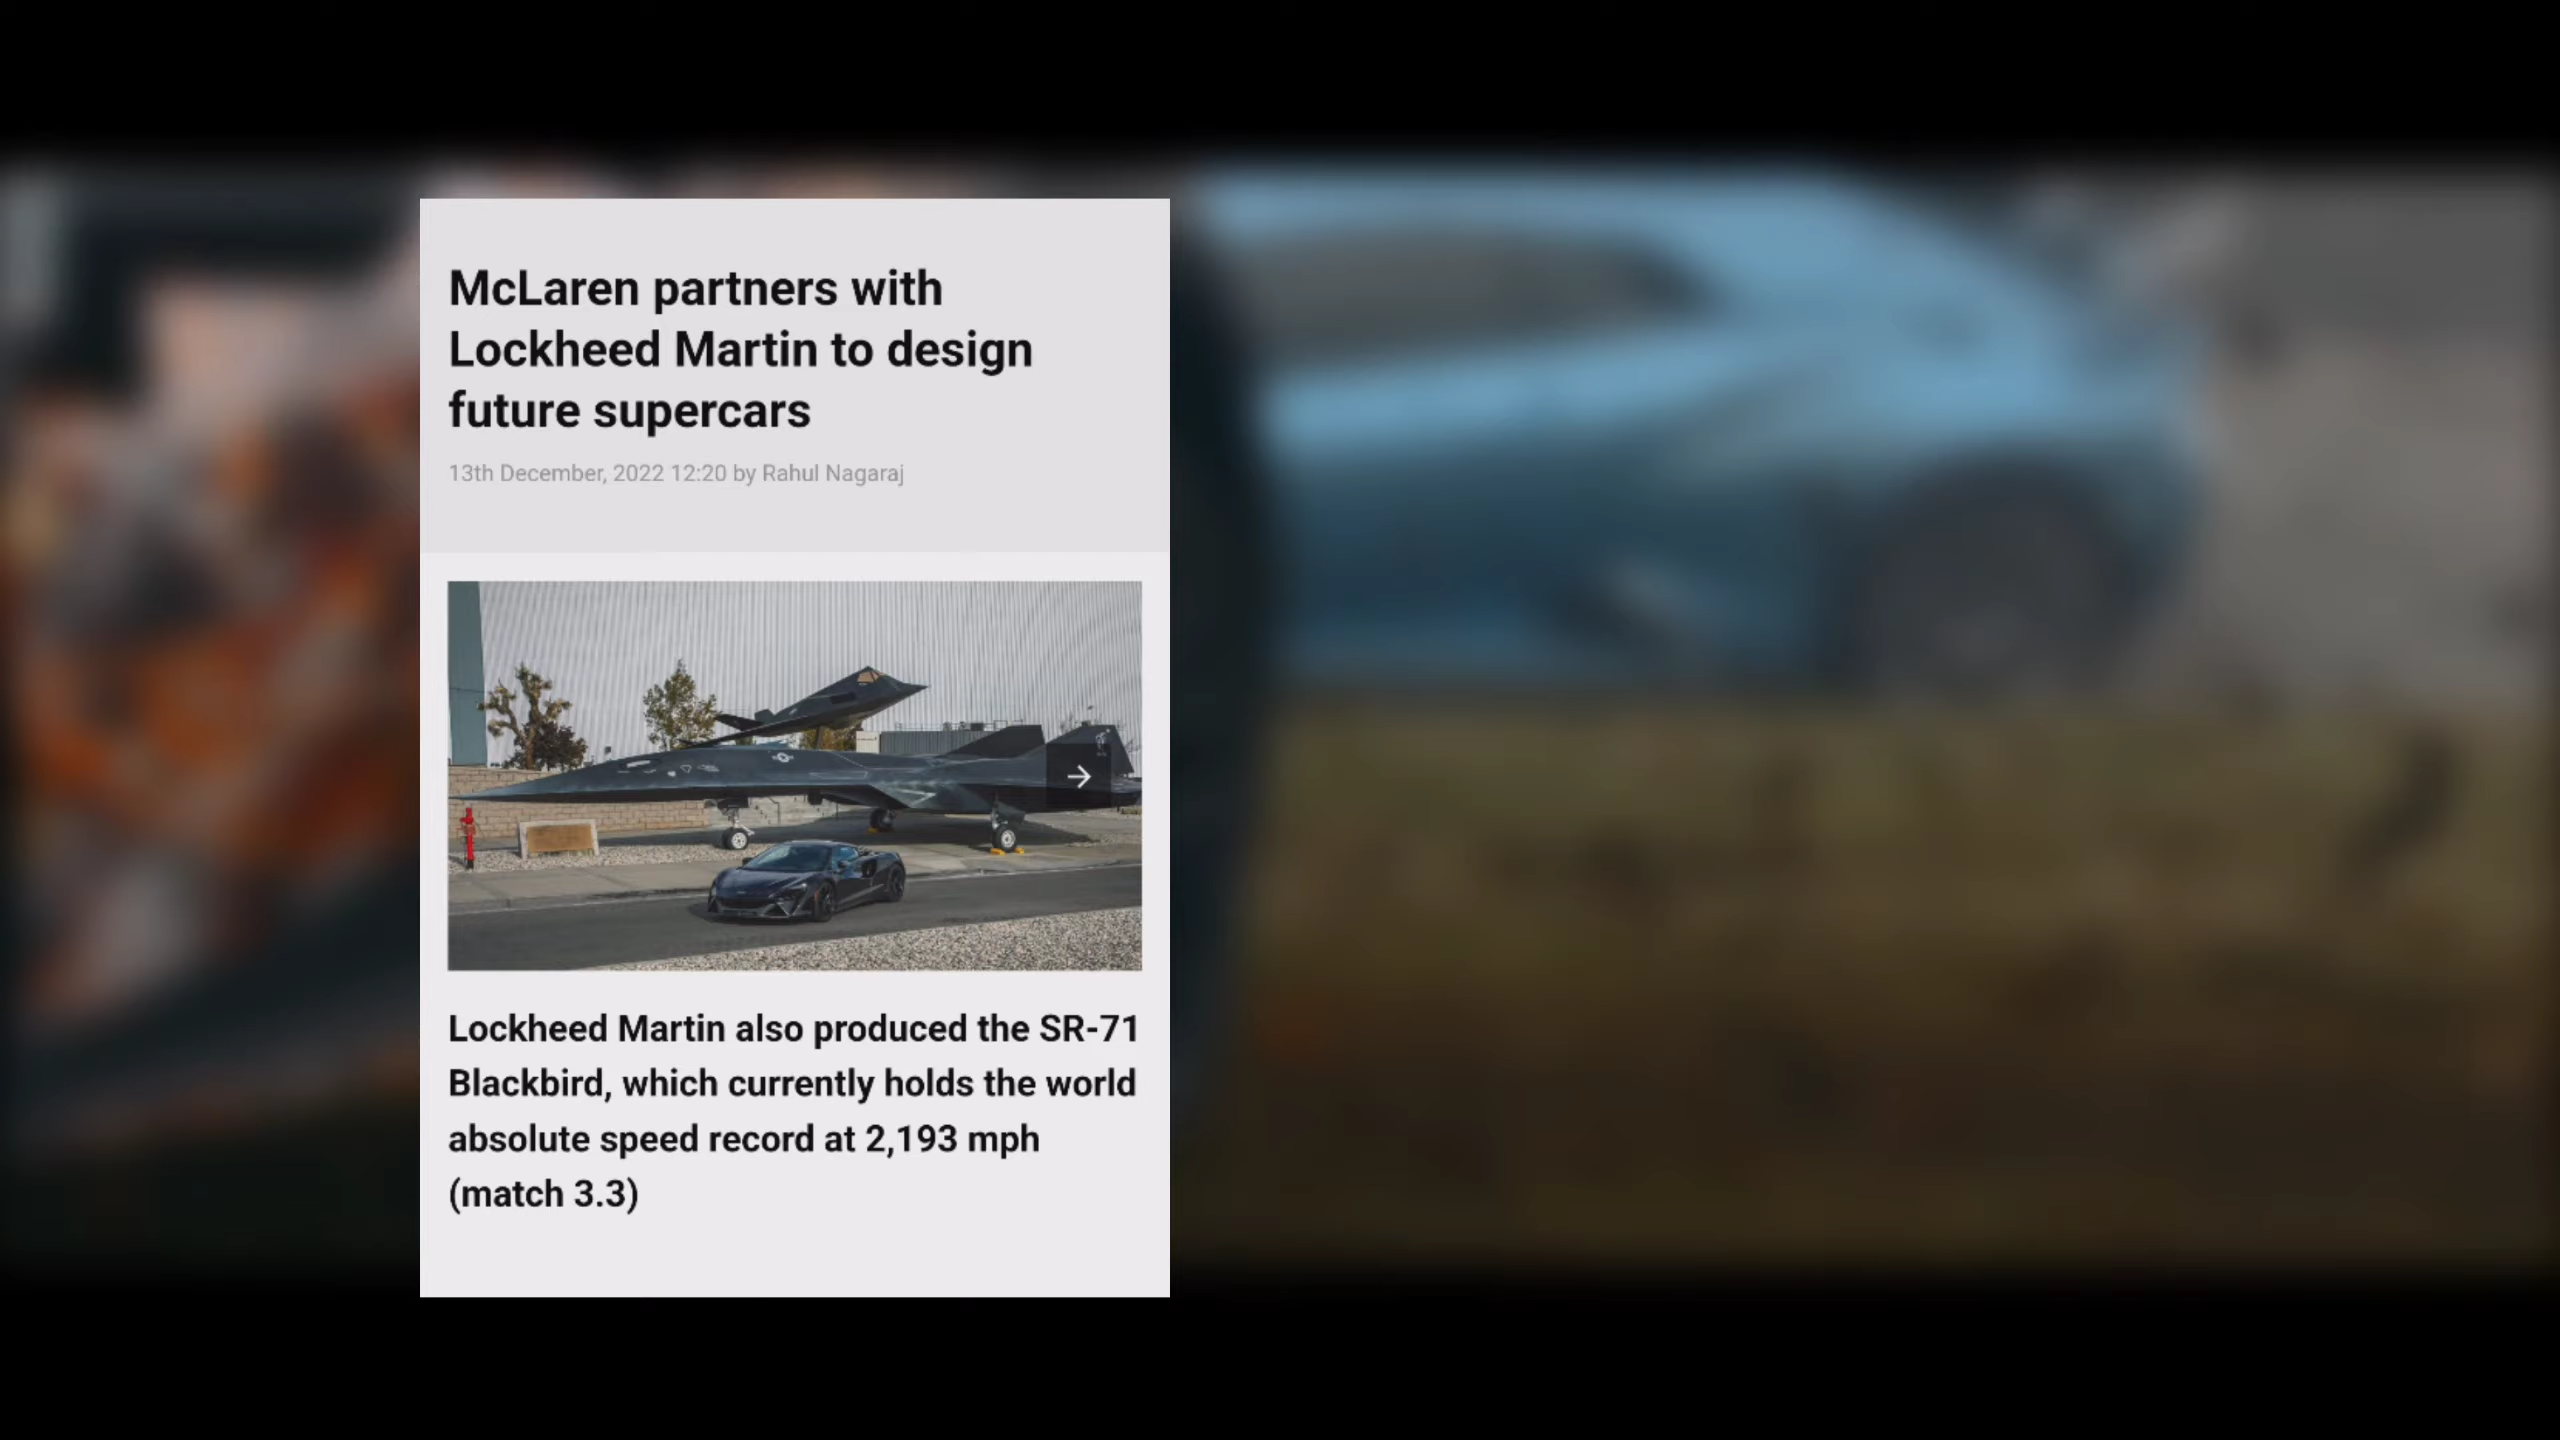 McLaren partners with
Lockheed Martin to design
future supercars
13th December, 2022 12:20 by Rahul Nagaraj
Lockheed Martin also produced the SR-71
Blackbird, which currently holds the world
absolute speed record at 2,193 mph
(match 3.3)